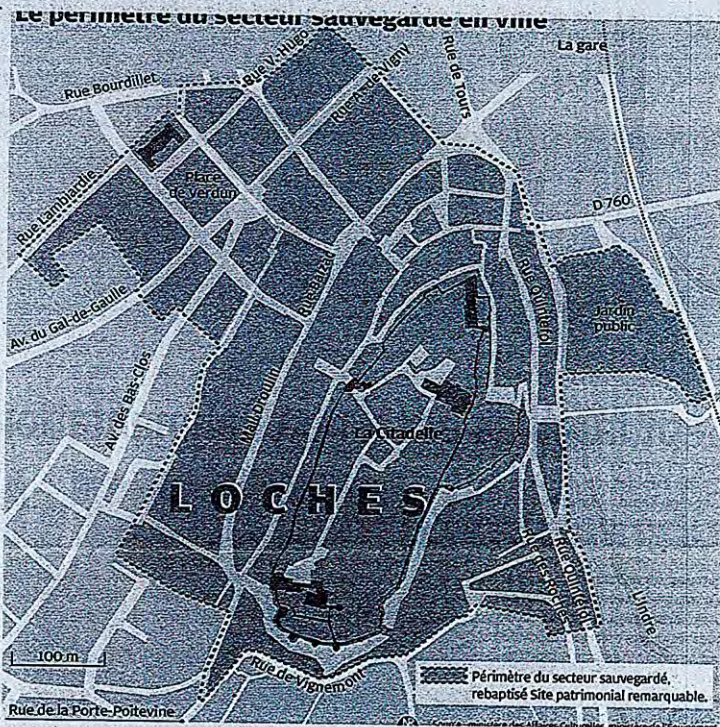 Le périmètre du secteur sauvegardé en ville
La gare
Rue Bourdillet
Rue V.-Hugo
Rue A.-de-Vigny
Rue de Tours
Place
de Verdun
Rue Lambardie
D 760
Rue Balzac
Rue Quintefol
Jardin
public
Av. du Gal-de-Gaulle
Av. des Bas-Clos
Mail Drouin
La Citadelle
LOCHES
Rue Quintefol
L'Indre
100 m
Rue de Vignemont
Périmètre du secteur sauvegardé,
rebaptisé Site patrimonial remarquable.
Rue de la Porte-Poitevine